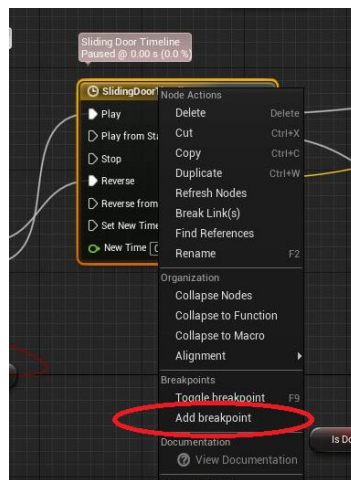 Sliding Door Timeline
Paused @ 0.00 s (0.0 %)
SlidingDoorT
Play
Play from Sta
Stop
Reverse
Reverse from
Set New Time
New Time
Node Actions
Delete Delete
Cut Ctrl+X
Copy Ctrl+C
Duplicate Ctrl+W
Refresh Nodes
Break Link(s)
Find References
Rename F2
Organization
Collapse Nodes
Collapse to Function
Collapse to Macro
Alignment
Breakpoints
Toggle breakpoint F9
Add breakpoint
Documentation
View Documentation
Is Do